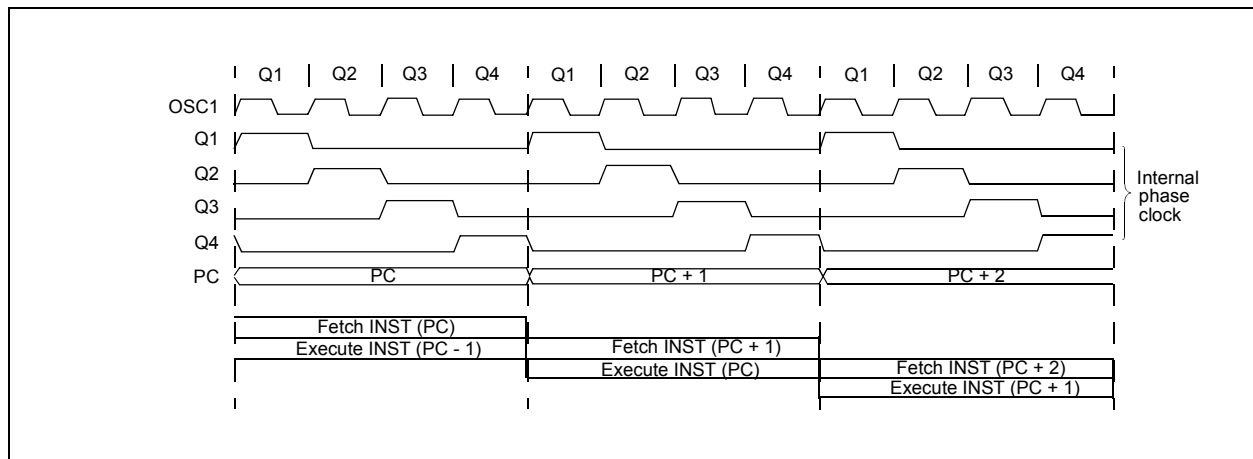 Q1 Q2 Q3 Q4 Q1 Q2 Q3 Q4 Q1 Q2 Q3 Q4
OSC1
Q1
Q2
Q3
Q4
PC
Internal
phase
clock
PC PC + 1 PC + 2
Fetch INST (PC)
Execute INST (PC - 1) Fetch INST (PC + 1)
Execute INST (PC) Fetch INST (PC + 2)
Execute INST (PC + 1)